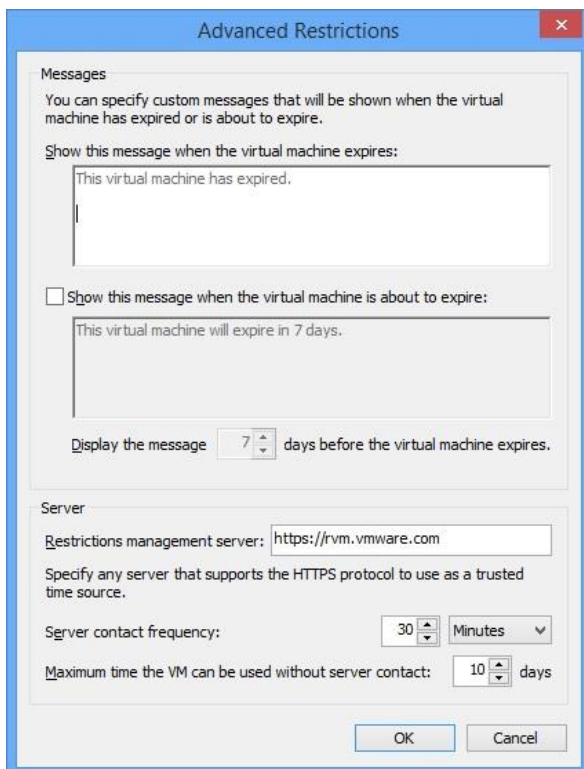 Advanced Restrictions
Messages
You can specify custom messages that will be shown when the virtual
machine has expired or is about to expire.
Show this message when the virtual machine expires:
This virtual machine has expired.
Show this message when the virtual machine is about to expire:
This virtual machine will expire in 7 days.
Display the message 7 days before the virtual machine expires.
Server
Restrictions management server: https://rvm.vmware.com
Specify any server that supports the HTTPS protocol to use as a trusted
time source.
Server contact frequency: 30 Minutes
Maximum time the VM can be used without server contact: 10 days
OK Cancel